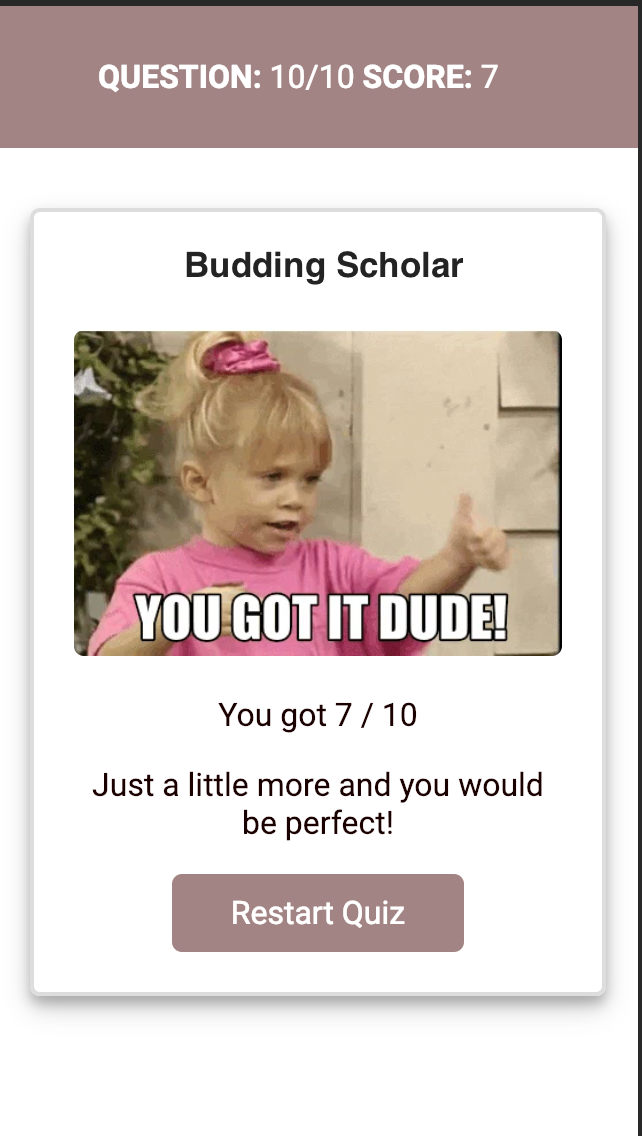 QUESTION: 10/10 SCORE: 7
Budding Scholar
YOU GOT IT DUDE!
You got 7 / 10
Just a little more and you would
be perfect!
Restart Quiz